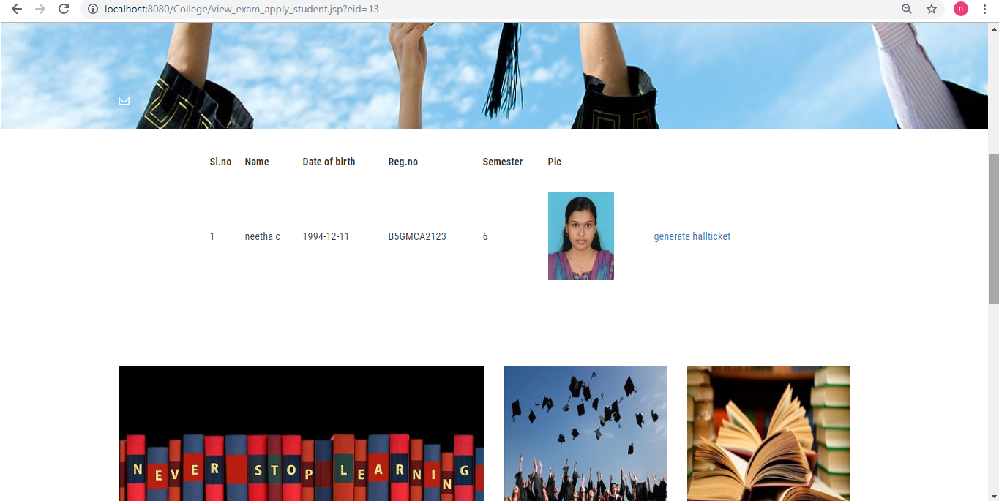 localhost:8080/College/view_exam_apply_student.jsp?eid=13
n
Sl.no Name Date of birth Reg.no Semester Pic
1 neetha c 1994-12-11 B5GMCA2123 6 generate hallticket
NEVER STOP LEARNING